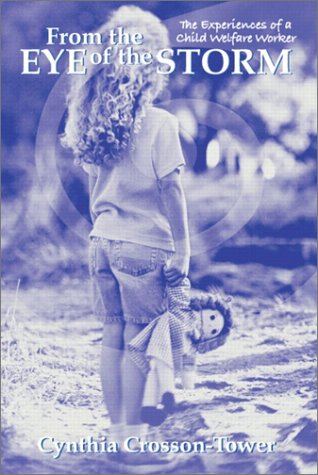 From the
EYE of the STORM
The Experiences of a
Child Welfare Worker
Cynthia Crosson-Tower